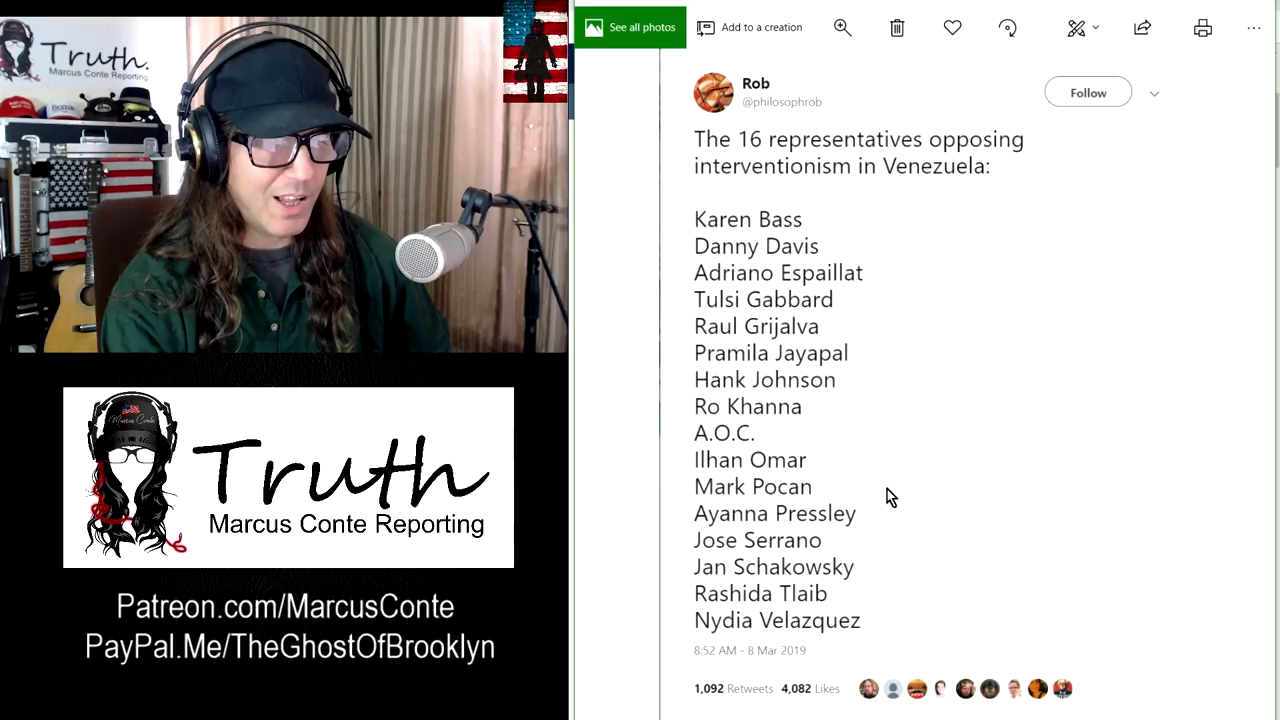 Truth.
Marcus Conte Reporting
Marcus Conte
Truth
Marcus Conte Reporting
Patreon.com/MarcusConte
PayPal.Me/TheGhostOfBrooklyn
See all photos
Add to a creation
Rob
@philosophrob
Follow
The 16 representatives opposing
interventionism in Venezuela:
Karen Bass
Danny Davis
Adriano Espaillat
Tulsi Gabbard
Raul Grijalva
Pramila Jayapal
Hank Johnson
Ro Khanna
A.O.C.
Ilhan Omar
Mark Pocan
Ayanna Pressley
Jose Serrano
Jan Schakowsky
Rashida Tlaib
Nydia Velazquez
8:52 AM - 8 Mar 2019
1,092 Retweets 4,082 Likes